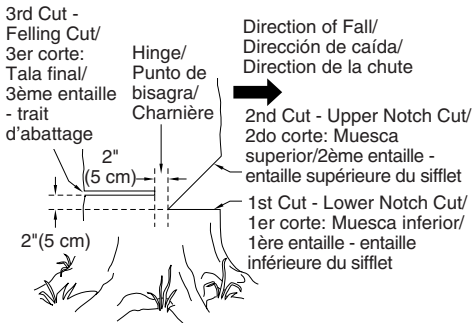 3rd Cut -
Felling Cut/
3er corte:
Tala final/
3ème entaille
- trait
d'abattage
Hinge/
Punto de
bisagra/
Charnière
Direction of Fall/
Dirección de caída/
Direction de la chute
2nd Cut - Upper Notch Cut/
2do corte: Muesca
superior/2ème entaille -
entaille supérieure du sifflet
2"
(5 cm)
1st Cut - Lower Notch Cut/
1er corte: Muesca inferior/
1ère entaille - entaille
inférieure du sifflet
2"(5 cm)